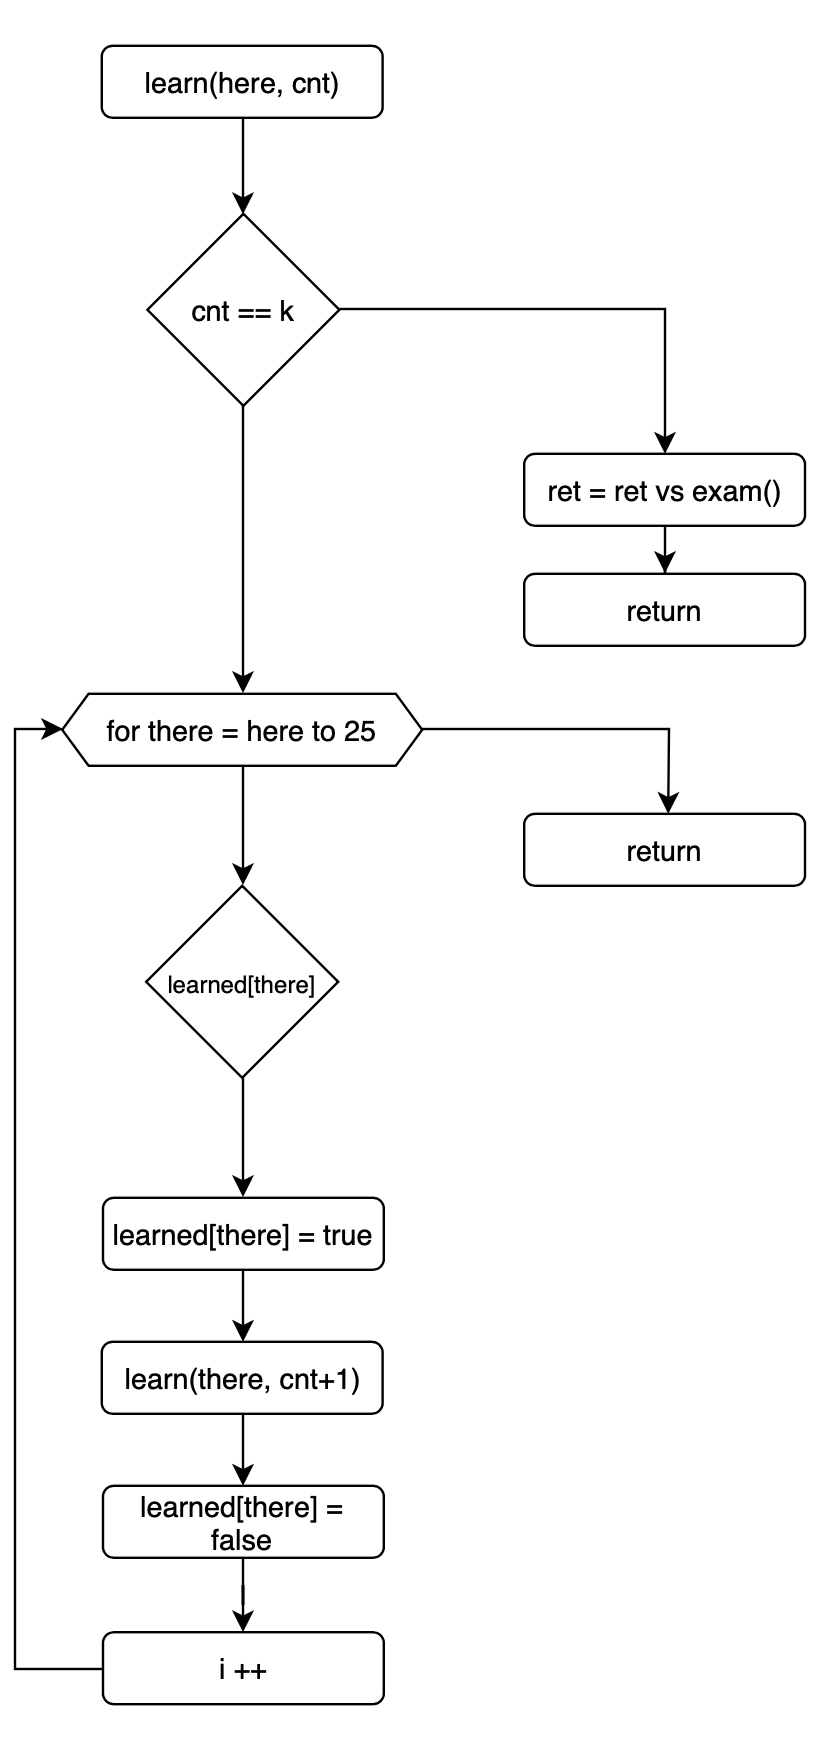 learn(here, cnt)
cnt == k
ret = ret vs exam()
return
for there = here to 25
return
learned[there]
learned[there] = true
learn(there, cnt+1)
learned[there] =
false
i ++